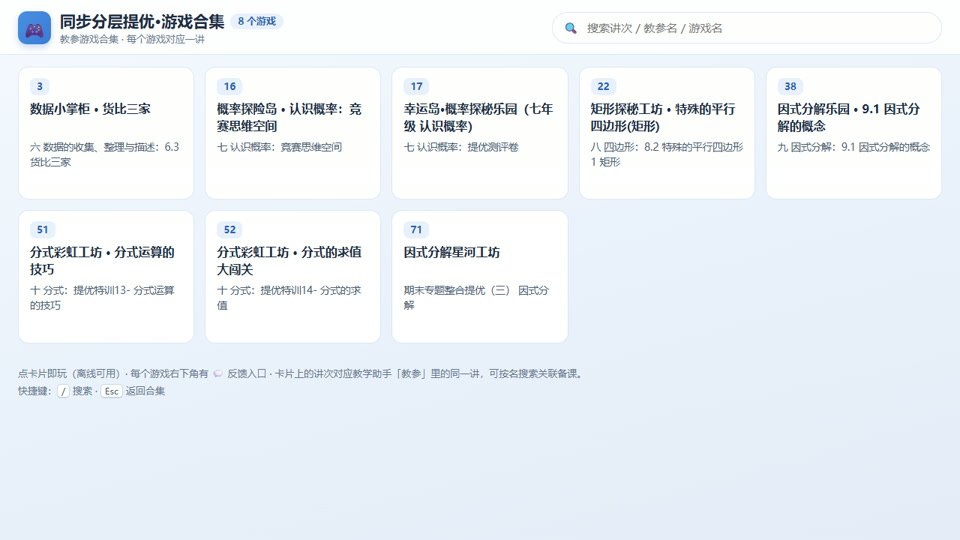 同步分层提优·游戏合集 8 个游戏
教参游戏合集 · 每个游戏对应一讲
搜索讲次 / 教参名 / 游戏名
3
数据小掌柜 • 货比三家
六 数据的收集、整理与描述：6.3
货比三家
16
概率探险岛 • 认识概率：竞
赛思维空间
七 认识概率：竞赛思维空间
17
幸运岛•概率探秘乐园（七年
级 认识概率）
七 认识概率：提优测评卷
22
矩形探秘工坊 • 特殊的平行
四边形(矩形)
八 四边形：8.2 特殊的平行四边形
1 矩形
38
因式分解乐园 • 9.1 因式分
解的概念
九 因式分解：9.1 因式分解的概念
51
分式彩虹工坊 • 分式运算的
技巧
十 分式：提优特训13- 分式运算
的技巧
52
分式彩虹工坊 • 分式的求值
大闯关
十 分式：提优特训14- 分式的求
值
71
因式分解星河工坊
期末专题整合提优（三） 因式分
解
点卡片即玩（离线可用）· 每个游戏右下角有 反馈入口 · 卡片上的讲次对应教学助手「教参」里的同一讲，可按名搜索关联备课。
快捷键： / 搜索 · Esc 返回合集